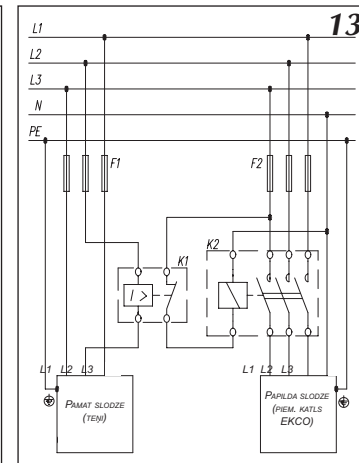 13
L1
L2
L3
N
PE
F1
F2
K1
K2
I >
L1 L2 L3
L1 L2 L3
PAMAT SLODZE
(TEŅI)
PAPILDA SLODZE
(PIEM. KATLS
EKCO)